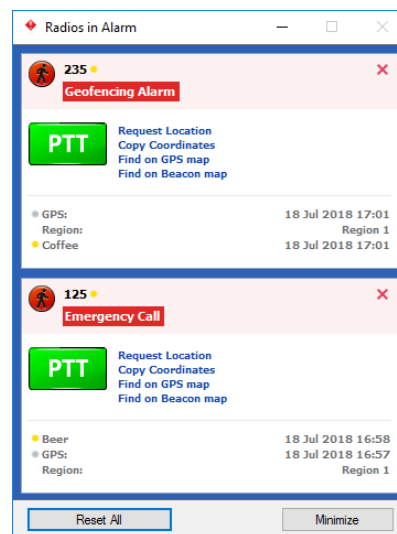 Radios in Alarm
235
Geofencing Alarm
PTT
Request Location
Copy Coordinates
Find on GPS map
Find on Beacon map
GPS: 18 Jul 2018 17:01
Region: Region 1
Coffee 18 Jul 2018 17:01
125
Emergency Call
PTT
Request Location
Copy Coordinates
Find on GPS map
Find on Beacon map
Beer 18 Jul 2018 16:58
GPS: 18 Jul 2018 16:57
Region: Region 1
Reset All Minimize